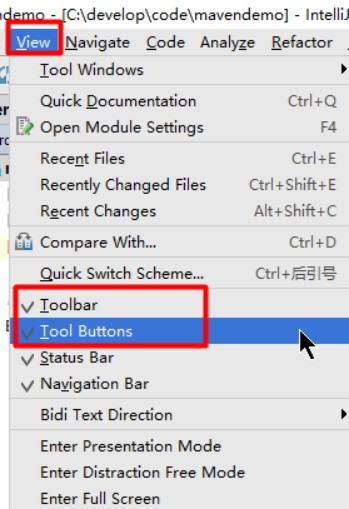 demo - [C:\develop\code\mavendemo] - IntelliJ
View Navigate Code Analyze Refactor
Tool Windows
Quick Documentation Ctrl+Q
Open Module Settings F4
Recent Files Ctrl+E
Recently Changed Files Ctrl+Shift+E
Recent Changes Alt+Shift+C
Compare With... Ctrl+D
Quick Switch Scheme... Ctrl+后引号
Toolbar
Tool Buttons
Status Bar
Navigation Bar
Bidi Text Direction
Enter Presentation Mode
Enter Distraction Free Mode
Enter Full Screen